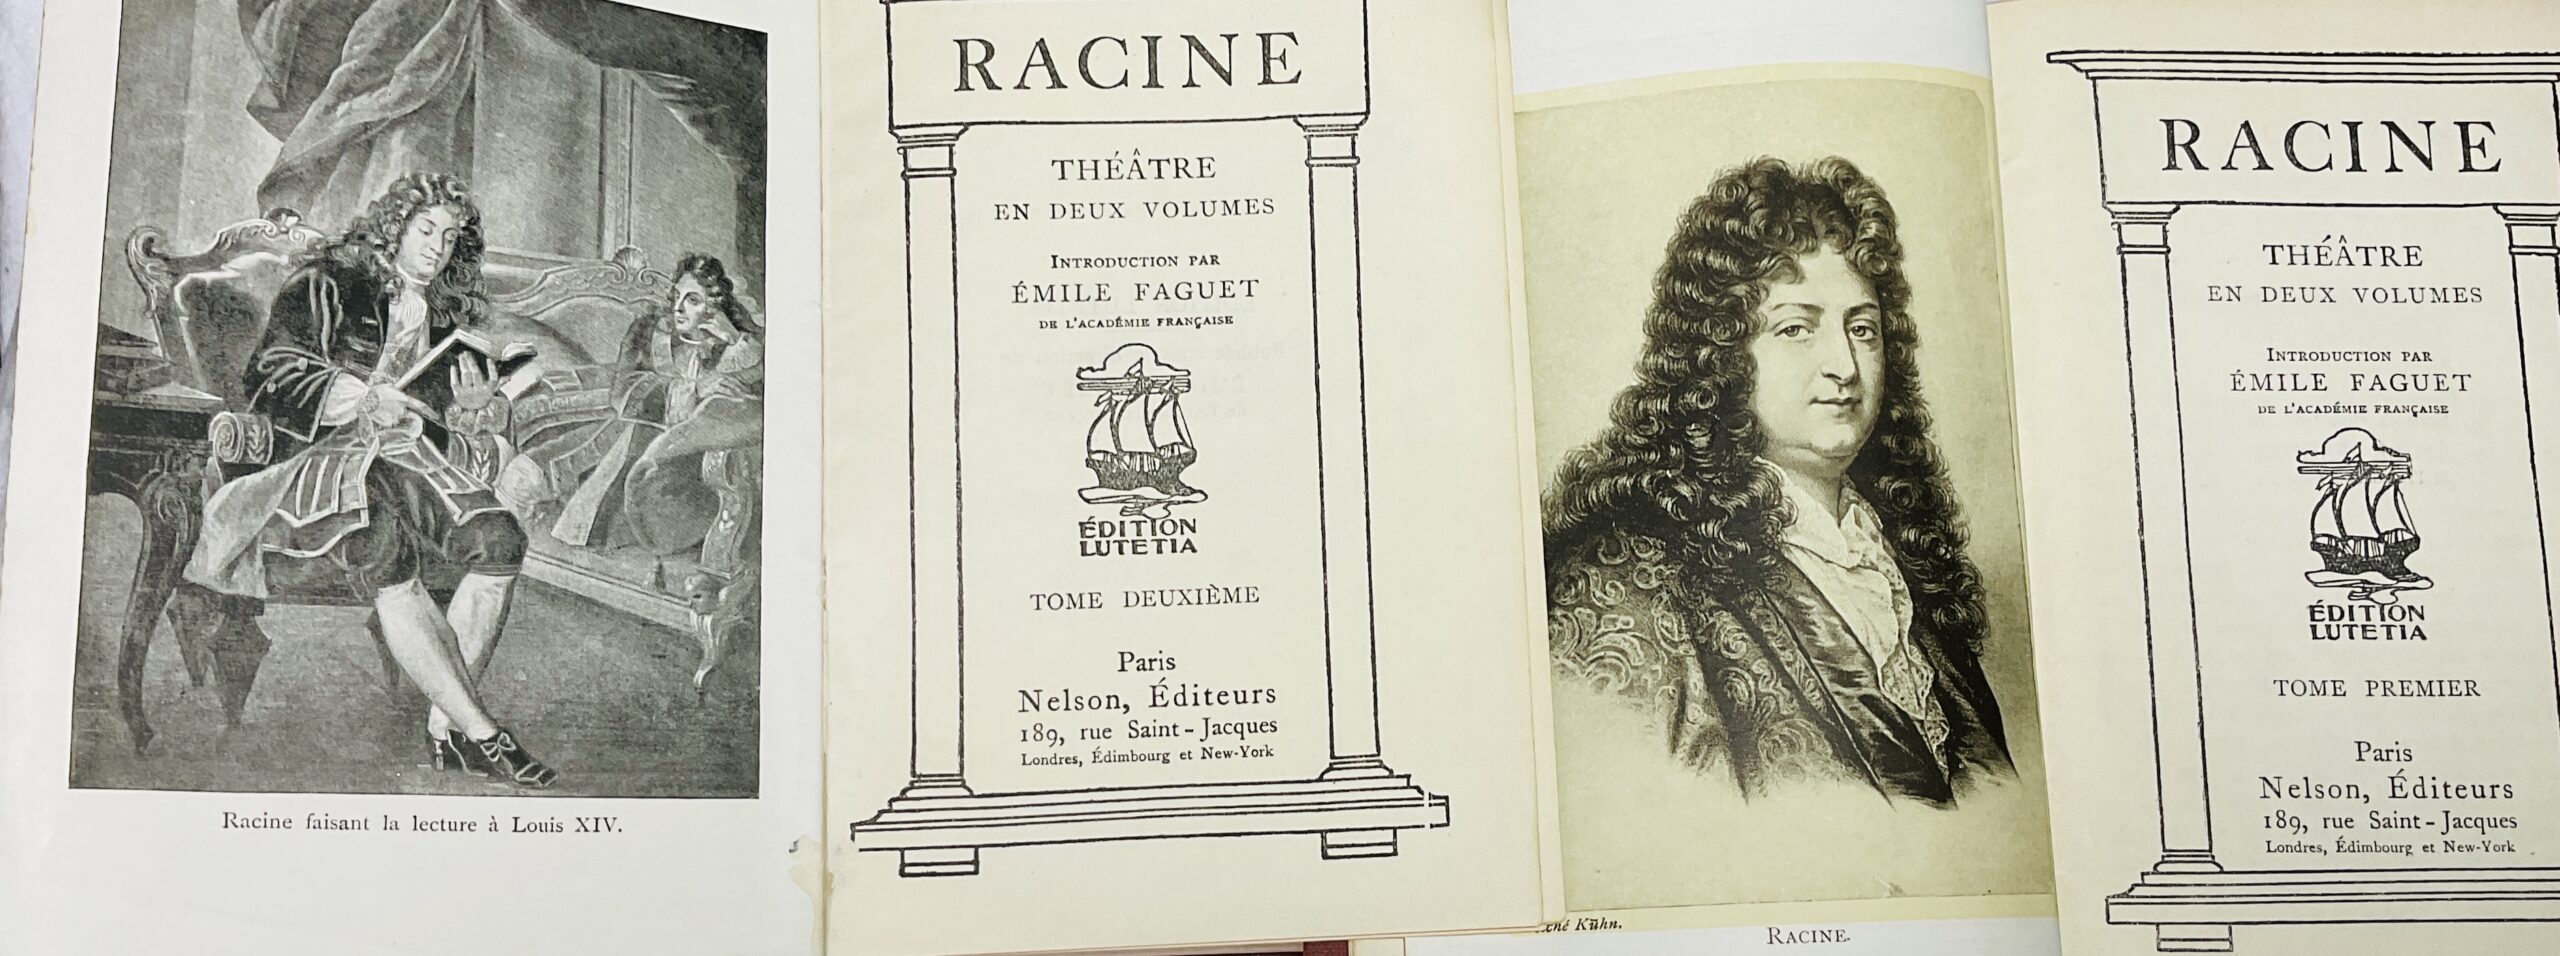 Racine faisant la lecture à Louis XIV.
RACINE
THÉÂTRE
EN DEUX VOLUMES
INTRODUCTION PAR
ÉMILE FAGUET
DE L'ACADÉMIE FRANÇAISE
ÉDITION
LUTETIA
TOME DEUXIÈME
Paris
Nelson, Éditeurs
189, rue Saint-Jacques
Londres, Édimbourg et New-York
Kühn.
RACINE.
RACINE
THÉÂTRE
EN DEUX VOLUMES
INTRODUCTION PAR
ÉMILE FAGUET
DE L'ACADÉMIE FRANÇAISE
ÉDITION
LUTETIA
TOME PREMIER
Paris
Nelson, Éditeurs
189, rue Saint-Jacques
Londres, Édimbourg et New-York